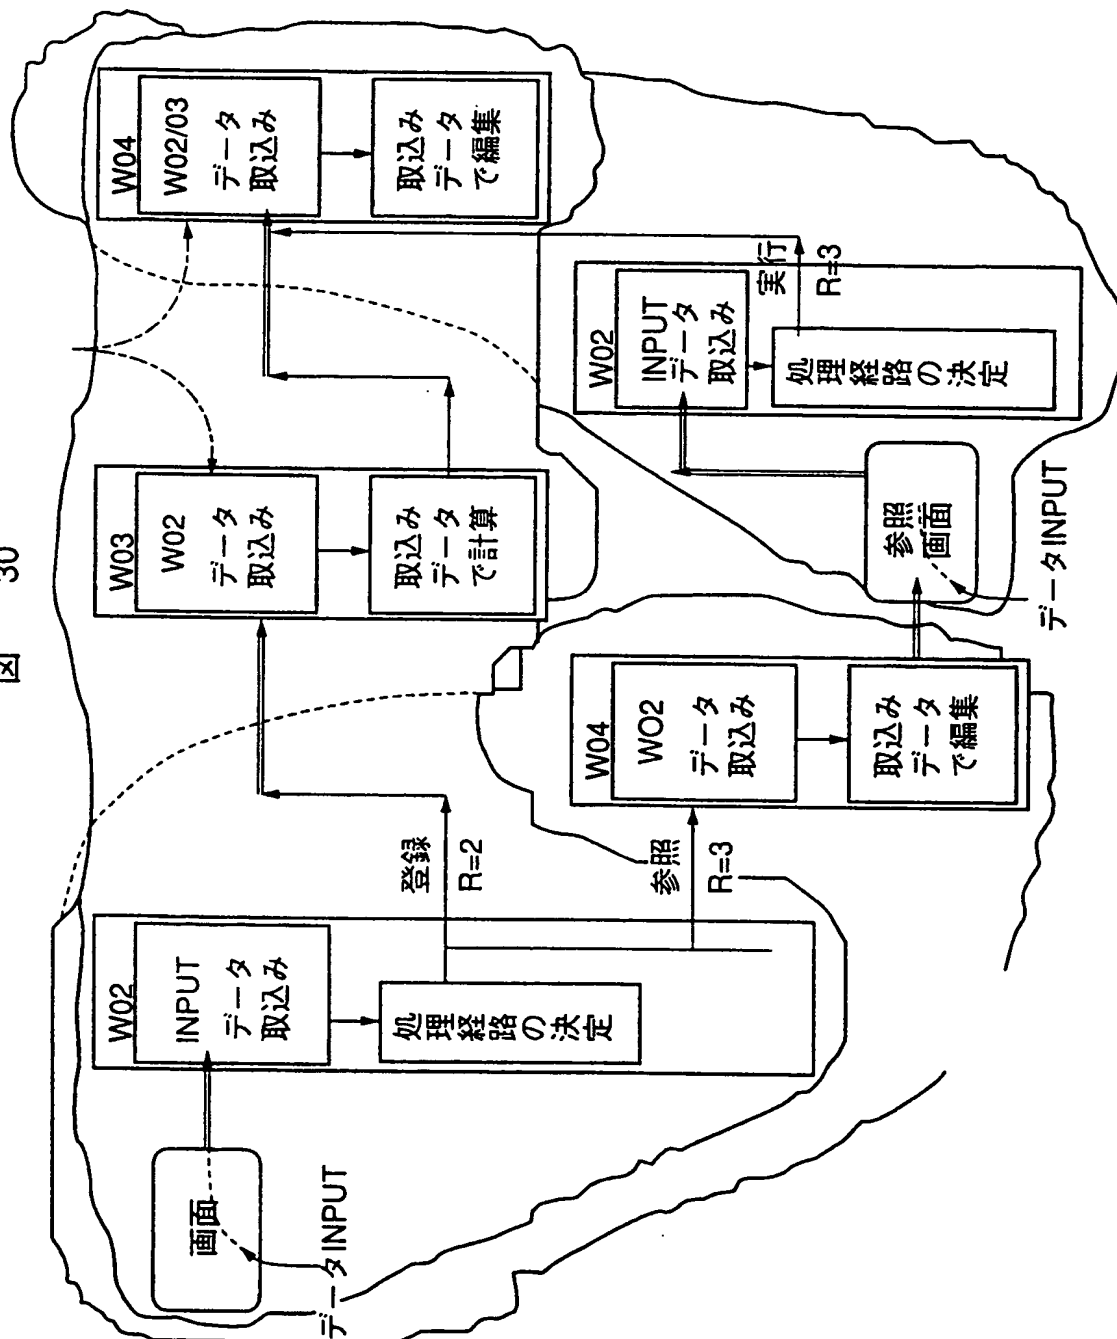 図 30
画面
データINPUT
W02
INPUT
データ
取込み
処理経路の決定
登録
R=2
参照
R=3
W03
W02
データ
取込み
取込み
データ
で計算
W04
W02/03
データ
取込み
取込み
データ
で編集
W04
WO2
データ
取込み
取込み
データ
で編集
参照
画面
データINPUT
W02
INPUT
データ
取込み
処理経路の決定
実行
R=3